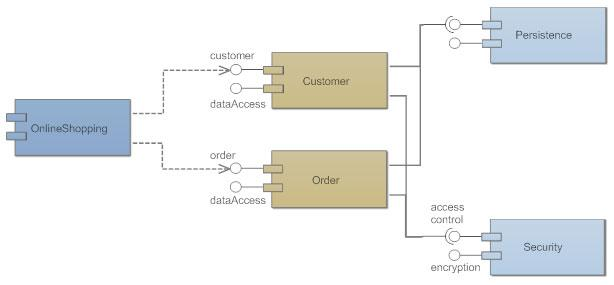 customer
Persistence
Customer
dataAccess
OnlineShopping
order
Order
dataAccess
access
control
Security
encryption